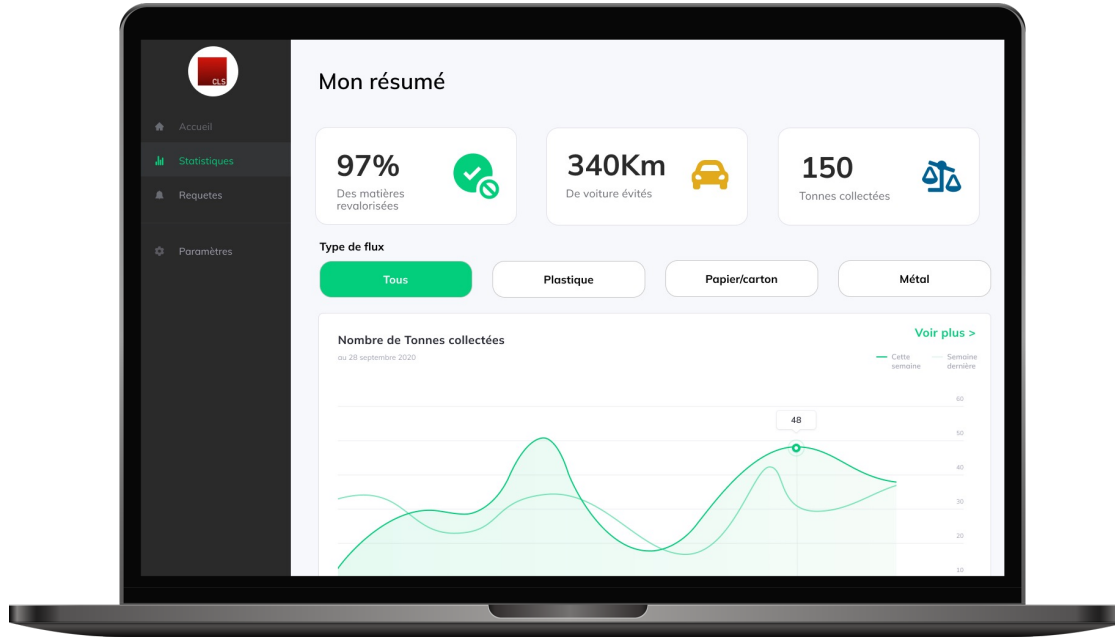 CLS
Accueil
Statistiques
Requetes
Paramètres
Mon résumé
97%
Des matières
revalorisées
340Km
De voiture évités
150
Tonnes collectées
Type de flux
Tous
Plastique
Papier/carton
Métal
Nombre de Tonnes collectées
au 28 septembre 2020
Voir plus >
Cette
semaine
Semaine
dernière
60
48
50
40
30
20
10